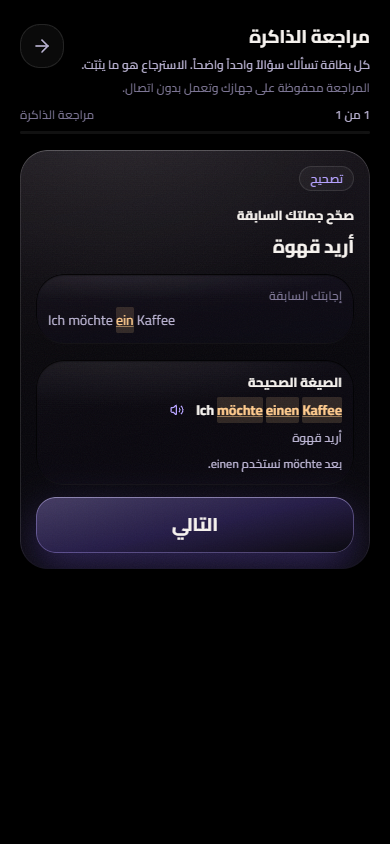 مراجعة الذاكرة
كل بطاقة تسألك سؤالاً واحداً واضحاً. الاسترجاع هو ما يثبّت.
المراجعة محفوظة على جهازك وتعمل بدون اتصال.
1 من 1
مراجعة الذاكرة
تصحيح
صحّح جملتك السابقة
أريد قهوة
إجابتك السابقة
Ich möchte ein Kaffee
الصيغة الصحيحة
Ich möchte einen Kaffee
أريد قهوة
بعد möchte نستخدم einen.
التالي